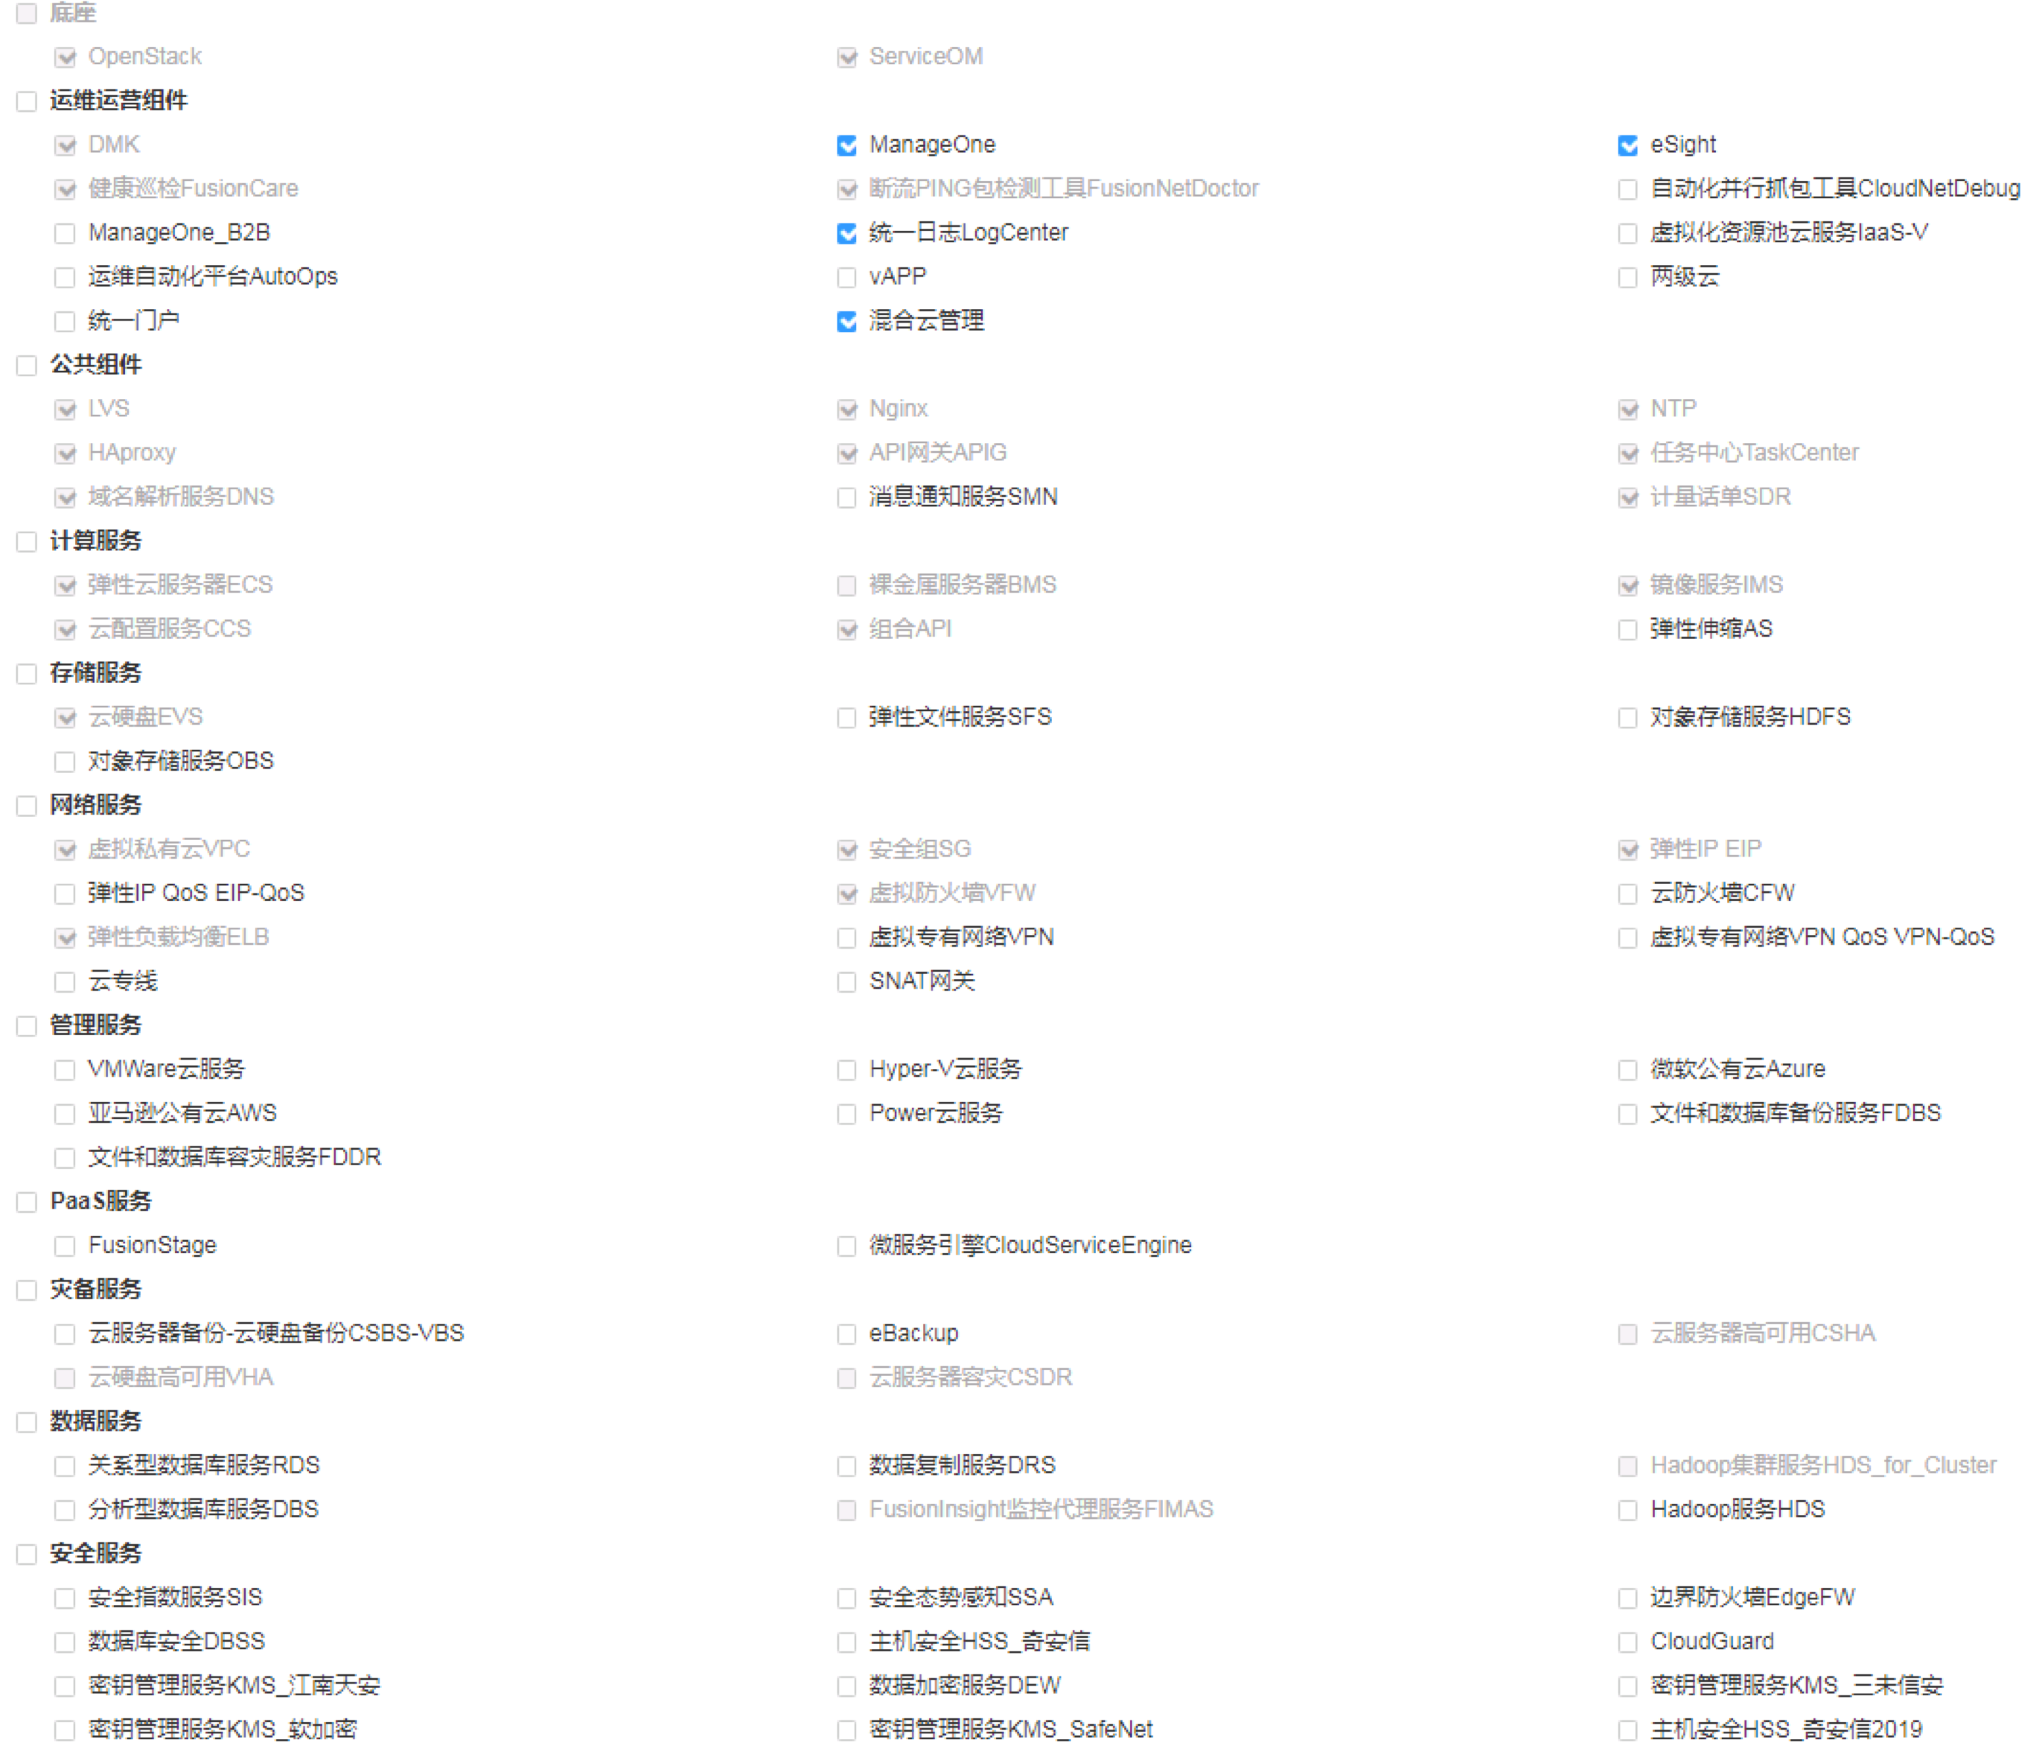 底座
OpenStack ServiceOM
运维运营组件
DMK ManageOne eSight
健康巡检FusionCare 断流PING包检测工具FusionNetDoctor 自动化并行抓包工具CloudNetDebug
ManageOne_B2B 统一日志LogCenter 虚拟化资源池云服务IaaS-V
运维自动化平台AutoOps vAPP 两级云
统一门户 混合云管理
公共组件
LVS Nginx NTP
HAproxy API网关APIG 任务中心TaskCenter
域名解析服务DNS 消息通知服务SMN 计量话单SDR
计算服务
弹性云服务器ECS 裸金属服务器BMS 镜像服务IMS
云配置服务CCS 组合API 弹性伸缩AS
存储服务
云硬盘EVS 弹性文件服务SFS 对象存储服务HDFS
对象存储服务OBS
网络服务
虚拟私有云VPC 安全组SG 弹性IP EIP
弹性IP QoS EIP-QoS 虚拟防火墙VFW 云防火墙CFW
弹性负载均衡ELB 虚拟专有网络VPN 虚拟专有网络VPN QoS VPN-QoS
云专线 SNAT网关
管理服务
VMWare云服务 Hyper-V云服务 微软公有云Azure
亚马逊公有云AWS Power云服务 文件和数据库备份服务FDBS
文件和数据库容灾服务FDDR
PaaS服务
FusionStage 微服务引擎CloudServiceEngine
灾备服务
云服务器备份-云硬盘备份CSBS-VBS eBackup 云服务器高可用CSHA
云硬盘高可用VHA 云服务器容灾CSDR
数据服务
关系型数据库服务RDS 数据复制服务DRS Hadoop集群服务HDS_for_Cluster
分析型数据库服务DBS FusionInsight监控代理服务FIMAS Hadoop服务HDS
安全服务
安全指数服务SIS 安全态势感知SSA 边界防火墙EdgeFW
数据库安全DBSS 主机安全HSS_奇安信 CloudGuard
密钥管理服务KMS_江南天安 数据加密服务DEW 密钥管理服务KMS_三未信安
密钥管理服务KMS_软加密 密钥管理服务KMS_SafeNet 主机安全HSS_奇安信2019